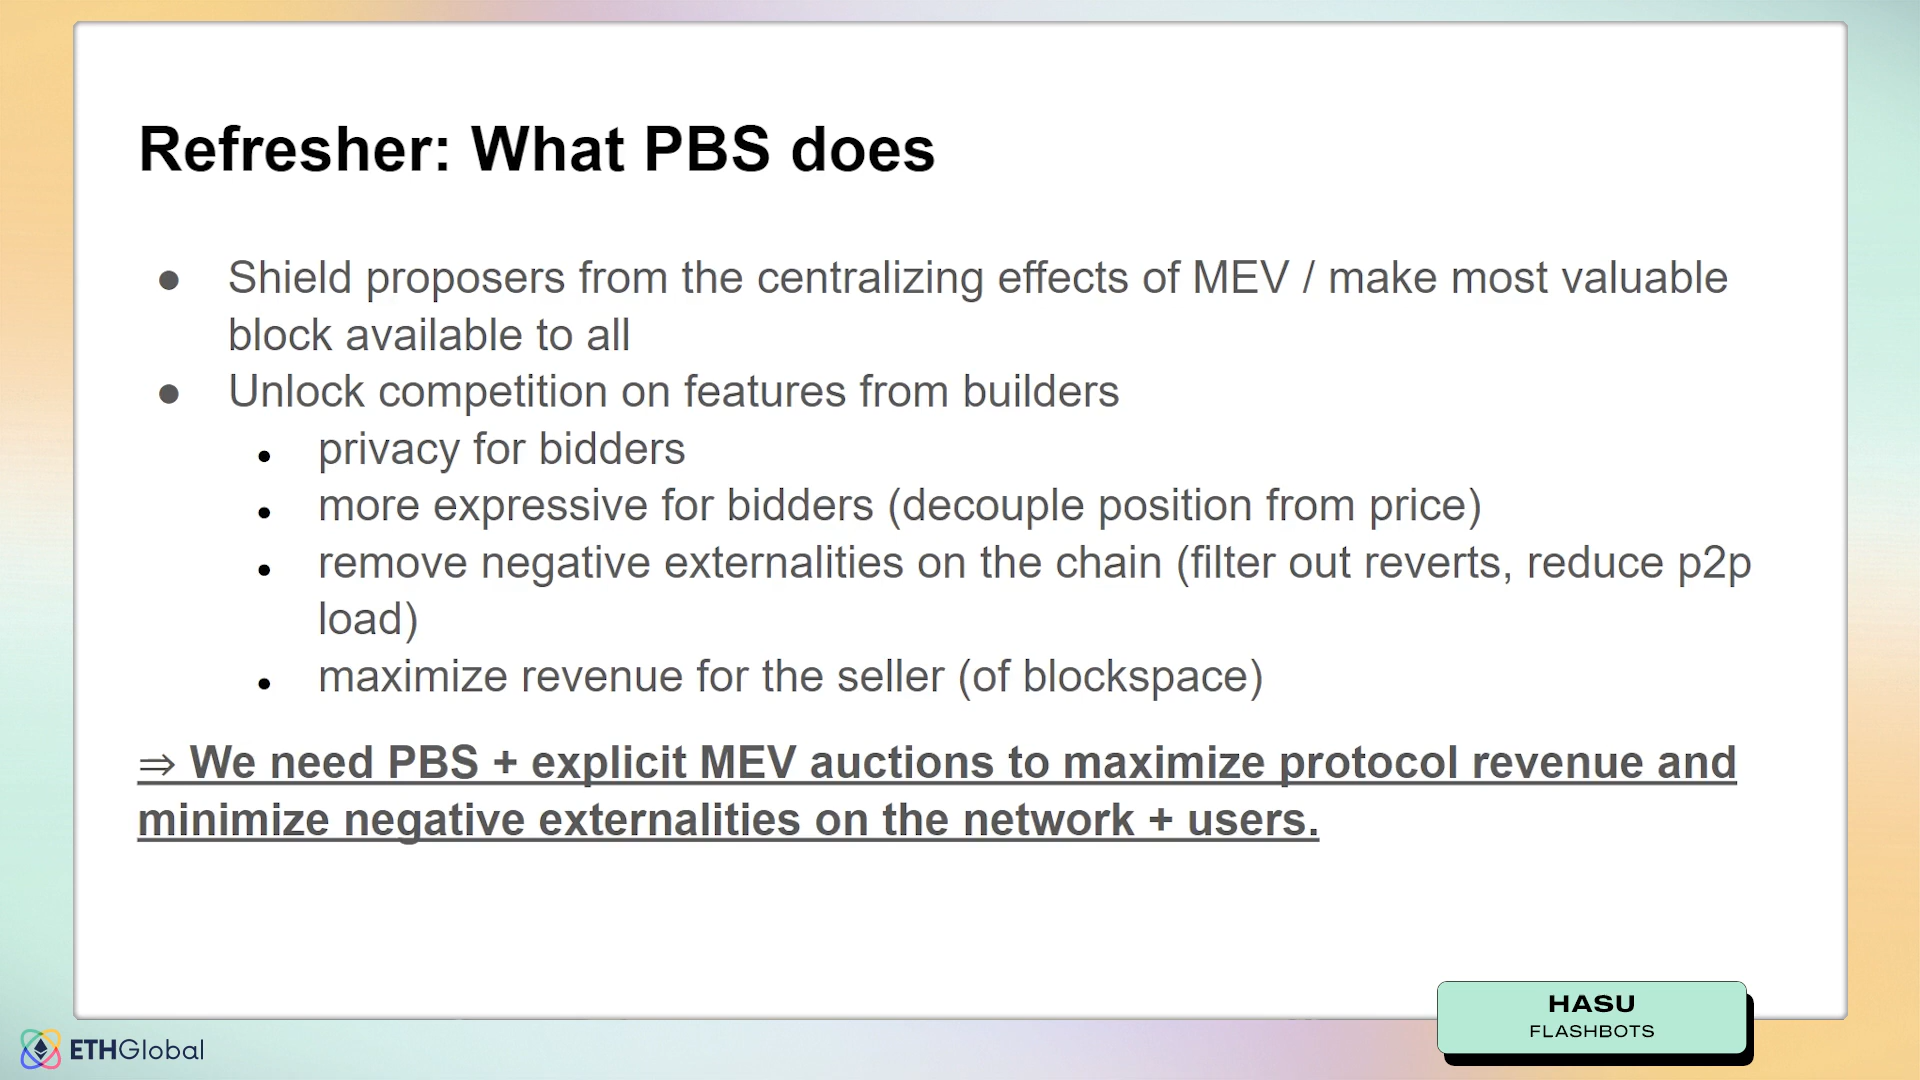 Refresher: What PBS does
● Shield proposers from the centralizing effects of MEV / make most valuable
block available to all
● Unlock competition on features from builders
● privacy for bidders
● more expressive for bidders (decouple position from price)
● remove negative externalities on the chain (filter out reverts, reduce p2p
load)
● maximize revenue for the seller (of blockspace)
⇒ We need PBS + explicit MEV auctions to maximize protocol revenue and
minimize negative externalities on the network + users.
HASU
FLASHBOTS
ETHGlobal